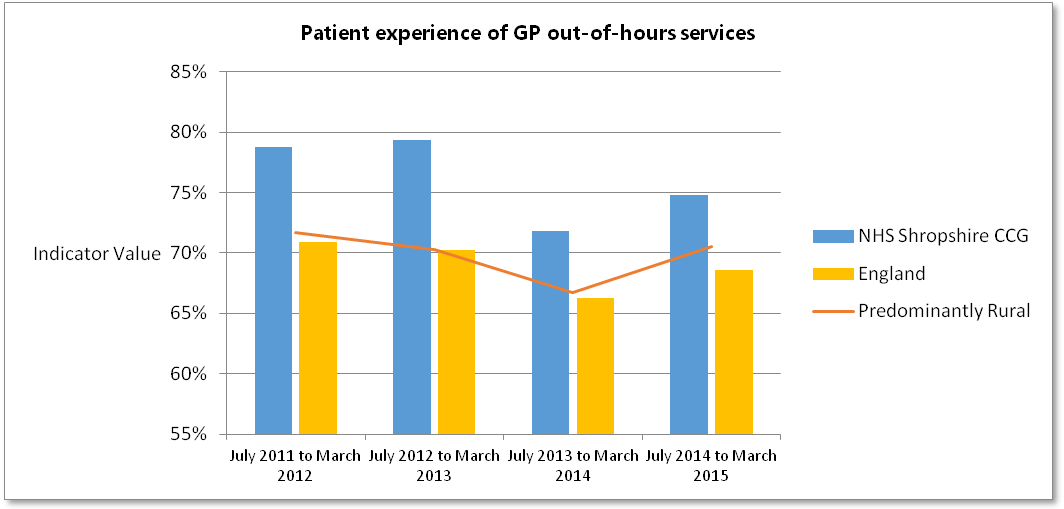 Patient experience of GP out-of-hours services
85%
80%
75%
70%
65%
60%
55%
Indicator Value
July 2011 to March
2012
July 2012 to March
2013
July 2013 to March
2014
July 2014 to March
2015
NHS Shropshire CCG
England
Predominantly Rural